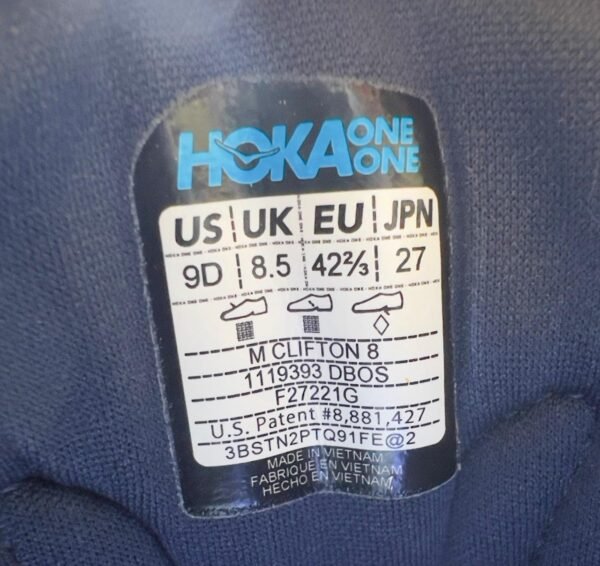 HOKA ONE ONE
US UK EU JPN
9D 8.5 42⅔ 27
M CLIFTON 8
1119393 DBOS
F27221G
U.S. Patent #8,881,427
3BSTN2PTQ91FE@2
MADE IN VIETNAM
FABRIQUE EN VIETNAM
HECHO EN VIETNAM